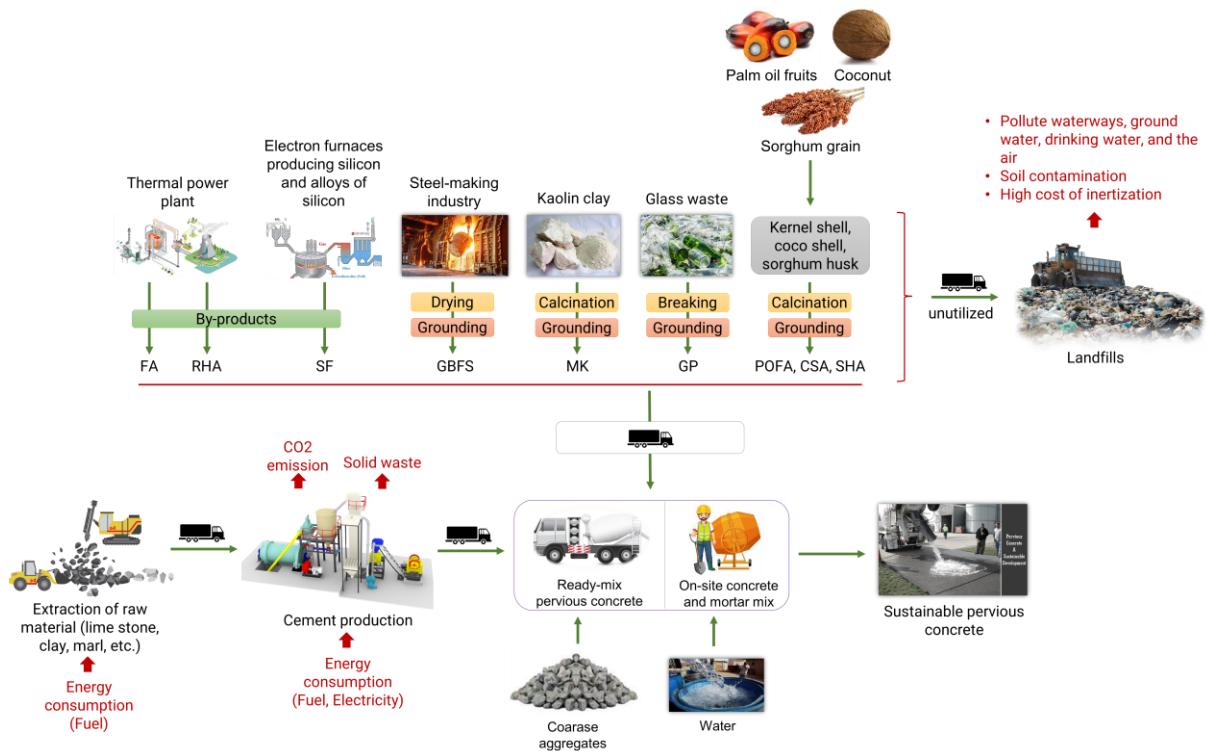 Palm oil fruits
Coconut
Sorghum grain
• Pollute waterways, ground
water, drinking water, and the
air
• Soil contamination
• High cost of inertization
Thermal power
plant
Electron furnaces
producing silicon
and alloys of
silicon
Steel-making
industry
Kaolin clay
Glass waste
Kernel shell,
coco shell,
sorghum husk
By-products
Drying
Grounding
Calcination
Grounding
Breaking
Grounding
Calcination
Grounding
unutilized
Landfills
FA
RHA
SF
GBFS
MK
GP
POFA, CSA, SHA
CO2
emission
Solid waste
Extraction of raw
material (lime stone,
clay, marl, etc.)
Energy
consumption
(Fuel)
Cement production
Energy
consumption
(Fuel, Electricity)
Ready-mix
pervious concrete
On-site concrete
and mortar mix
Coarase
aggregates
Water
Pervious
Concrete
&
Sustainable
Development
Sustainable pervious
concrete